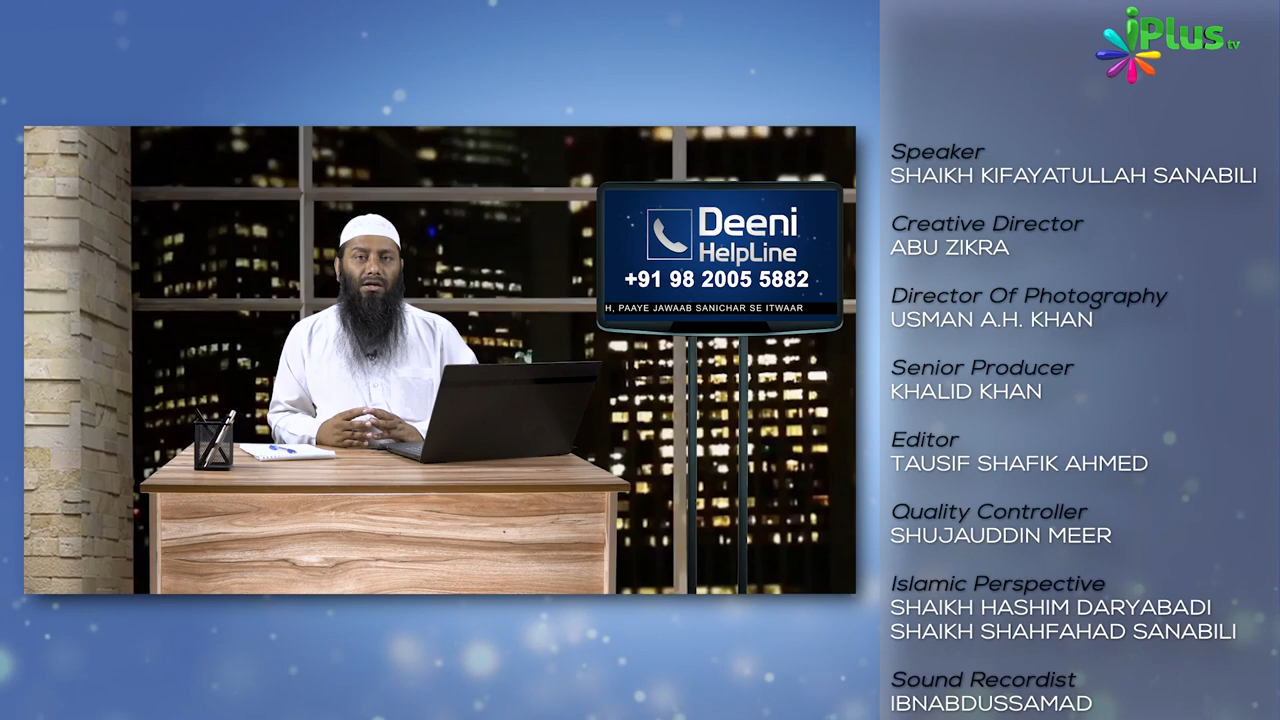 iPlus tv
Deeni
HelpLine
+91 98 2005 5882
H, PAAYE JAWAAB SANICHAR SE ITWAAR
Speaker
SHAIKH KIFAYATULLAH SANABILI
Creative Director
ABU ZIKRA
Director Of Photography
USMAN A.H. KHAN
Senior Producer
KHALID KHAN
Editor
TAUSIF SHAFIK AHMED
Quality Controller
SHUJAUDDIN MEER
Islamic Perspective
SHAIKH HASHIM DARYABADI
SHAIKH SHAHFAHAD SANABILI
Sound Recordist
IBNABDUSSAMAD